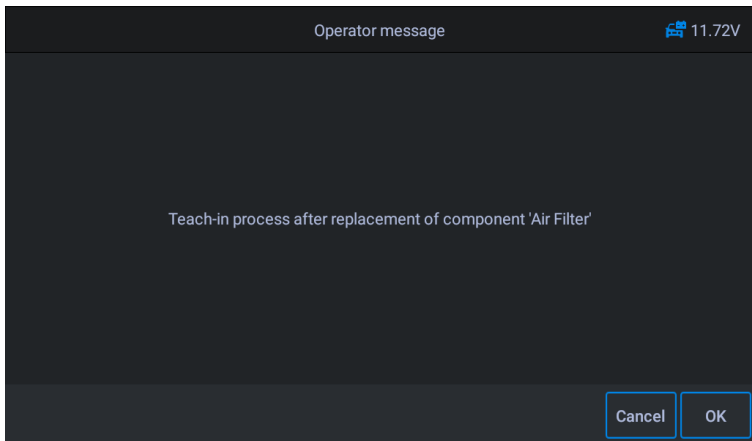 Operator message
11.72V
Teach-in process after replacement of component 'Air Filter'
Cancel
OK